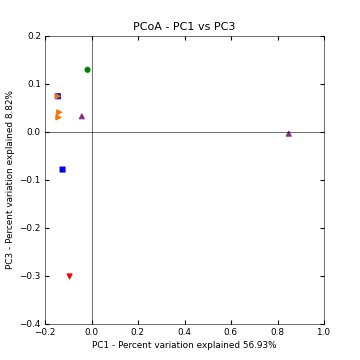 PCoA - PC1 vs PC3
0.2
0.1
0.0
−0.1
−0.2
−0.3
−0.4
PC3 - Percent variation explained 8.82%
−0.2 0.0 0.2 0.4 0.6 0.8 1.0
PC1 - Percent variation explained 56.93%